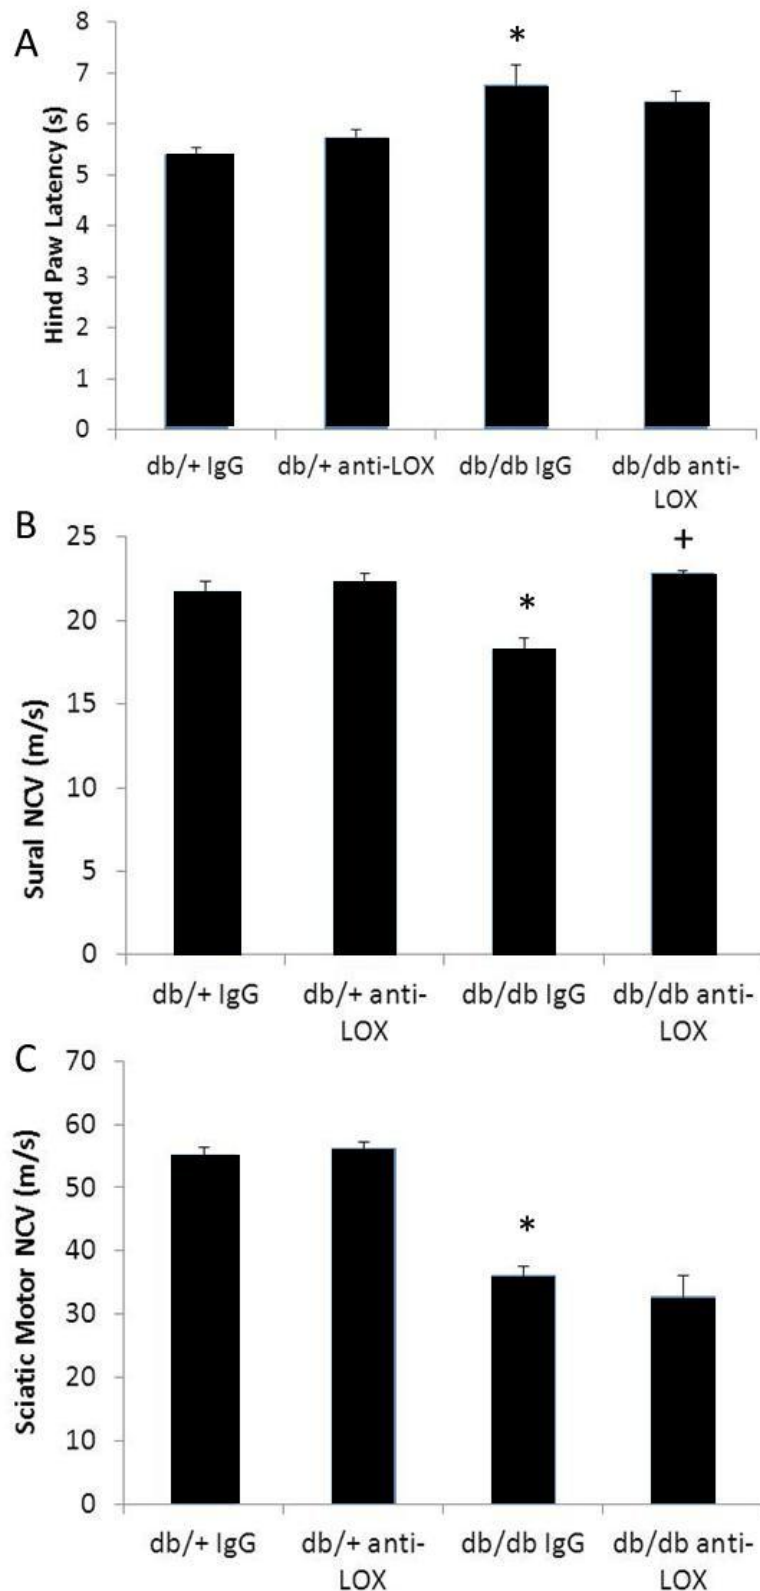 A
8
7
6
5
4
3
2
1
0
Hind Paw Latency (s)
*
db/+ IgG
db/+ anti-LOX
db/db IgG
db/db anti-
LOX
B
25
20
15
10
5
0
Sural NCV (m/s)
*
+
db/+ IgG
db/+ anti-
LOX
db/db IgG
db/db anti-
LOX
C
70
60
50
40
30
20
10
0
Sciatic Motor NCV (m/s)
*
db/+ IgG
db/+ anti-
LOX
db/db IgG
db/db anti-
LOX